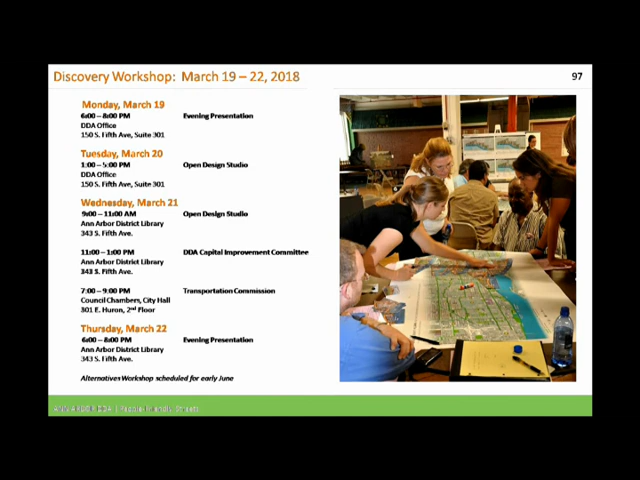 Discovery Workshop: March 19 – 22, 2018
97
Monday, March 19
6:00 – 8:00 PM Evening Presentation
DDA Office
150 S. Fifth Ave, Suite 301
Tuesday, March 20
1:00 – 5:00 PM Open Design Studio
DDA Office
150 S. Fifth Ave, Suite 301
Wednesday, March 21
9:00 – 11:00 AM Open Design Studio
Ann Arbor District Library
343 S. Fifth Ave.
11:00 – 1:00 PM DDA Capital Improvement Committee
Ann Arbor District Library
343 S. Fifth Ave.
7:00 – 9:00 PM Transportation Commission
Council Chambers, City Hall
301 E. Huron, 2nd Floor
Thursday, March 22
6:00 – 8:00 PM Evening Presentation
Ann Arbor District Library
343 S. Fifth Ave.
Alternatives Workshop scheduled for early June
ANN ARBOR DDA | People-Friendly Streets